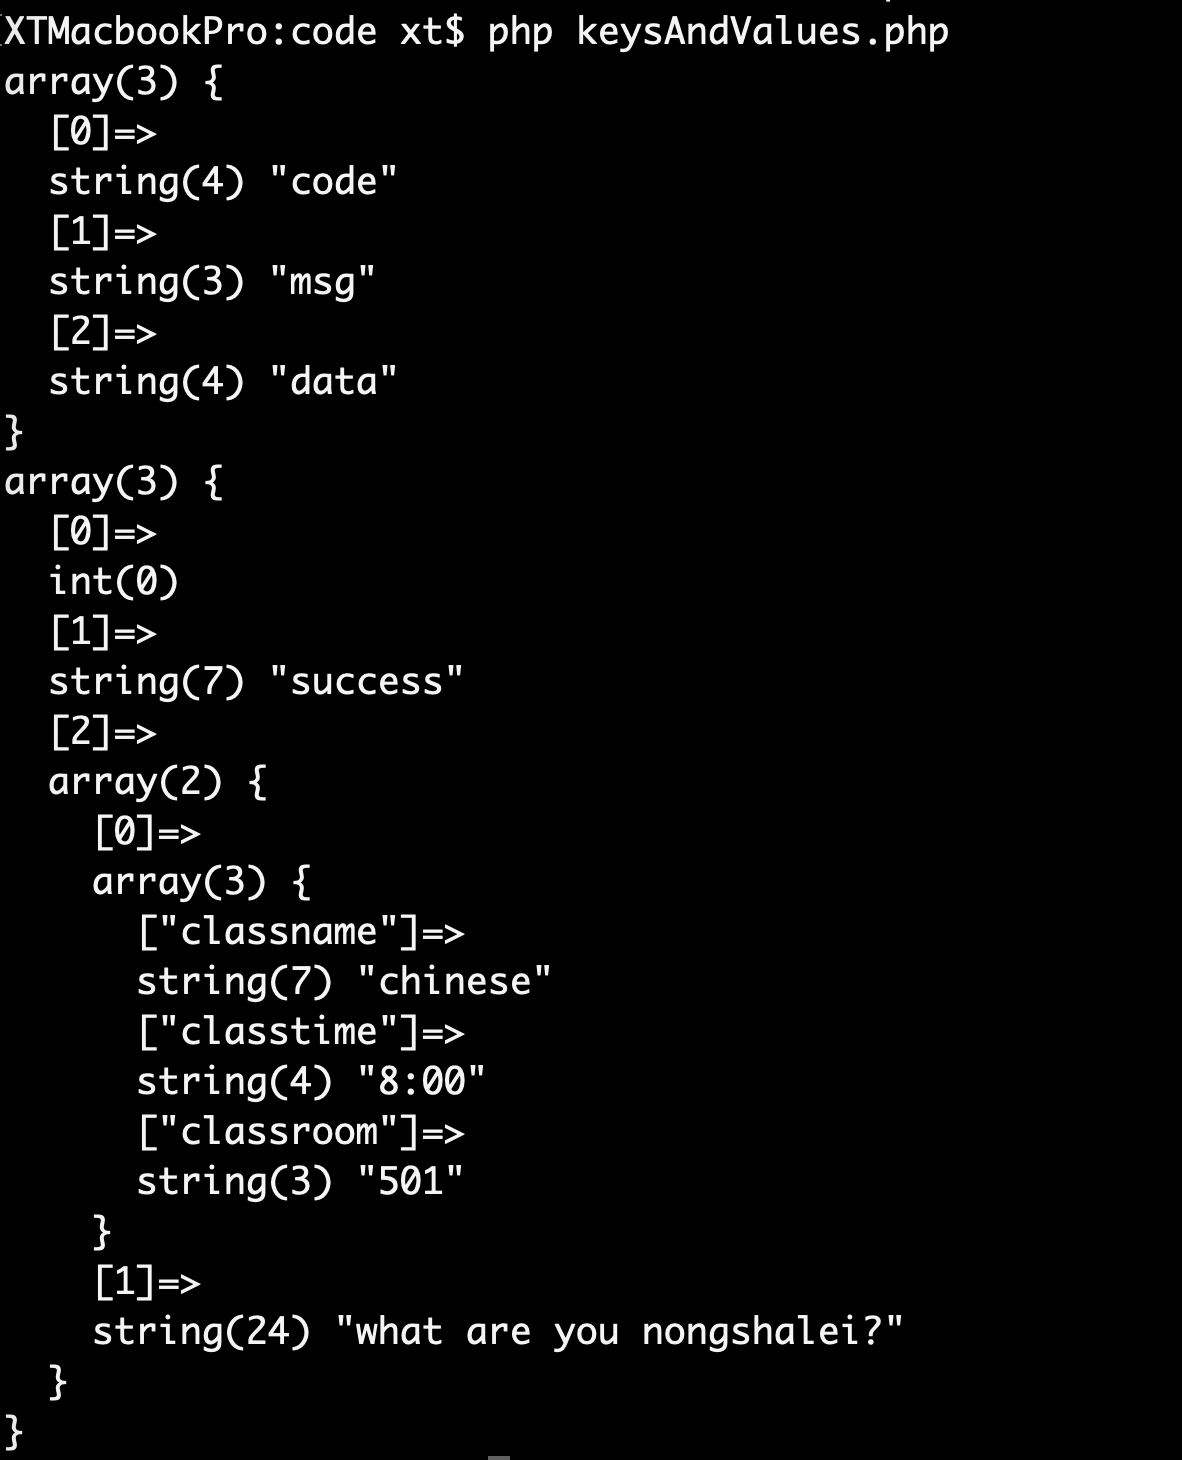 XTMacbookPro:code xt$ php keysAndValues.php
array(3) {
  [0]=>
  string(4) "code"
  [1]=>
  string(3) "msg"
  [2]=>
  string(4) "data"
}
array(3) {
  [0]=>
  int(0)
  [1]=>
  string(7) "success"
  [2]=>
  array(2) {
    [0]=>
    array(3) {
      ["classname"]=>
      string(7) "chinese"
      ["classtime"]=>
      string(4) "8:00"
      ["classroom"]=>
      string(3) "501"
    }
    [1]=>
    string(24) "what are you nongshalei?"
  }
}